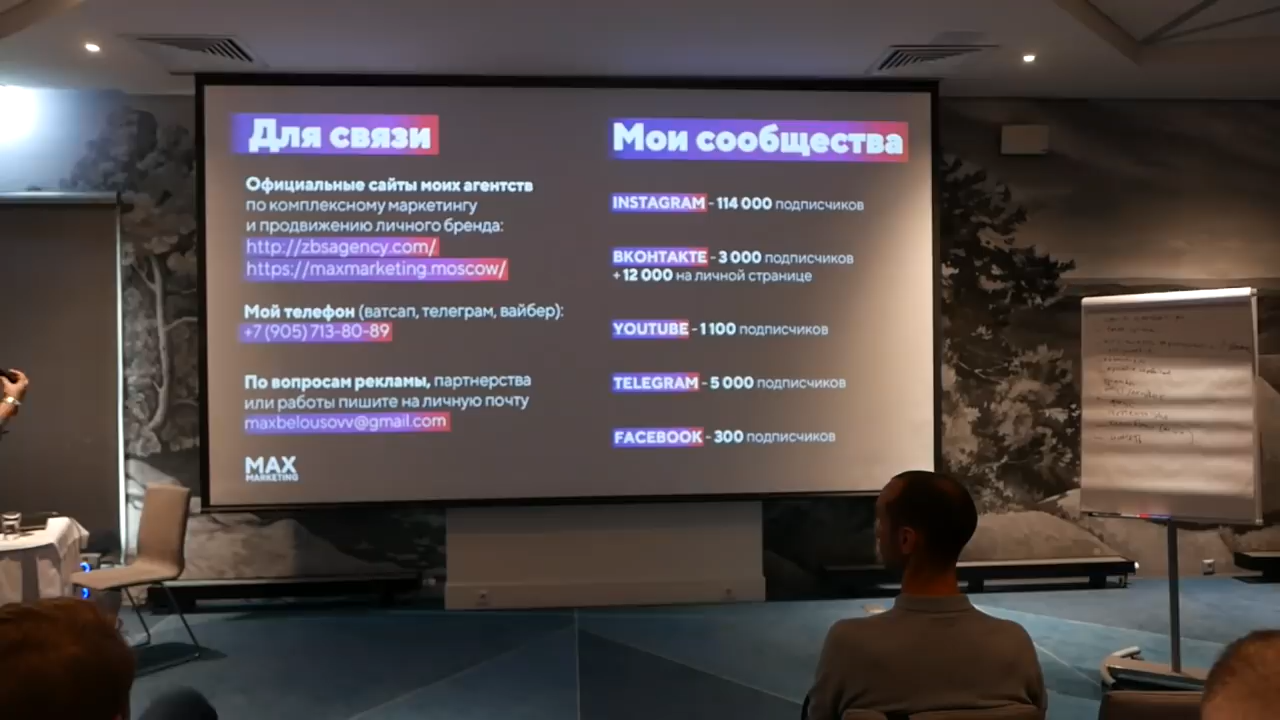 Для связи
Официальные сайты моих агентств
по комплексному маркетингу
и продвижению личного бренда:
http://zbsagency.com/
https://maxmarketing.moscow/
Мой телефон (ватсап, телеграм, вайбер):
+7 (905) 713-80-89
По вопросам рекламы, партнерства
или работы пишите на личную почту
maxbelousovv@gmail.com
MAX
MARKETING
Мои сообщества
INSTAGRAM - 114 000 подписчиков
ВКОНТАКТЕ - 3 000 подписчиков
+ 12 000 на личной странице
YOUTUBE - 1 100 подписчиков
TELEGRAM - 5 000 подписчиков
FACEBOOK - 300 подписчиков